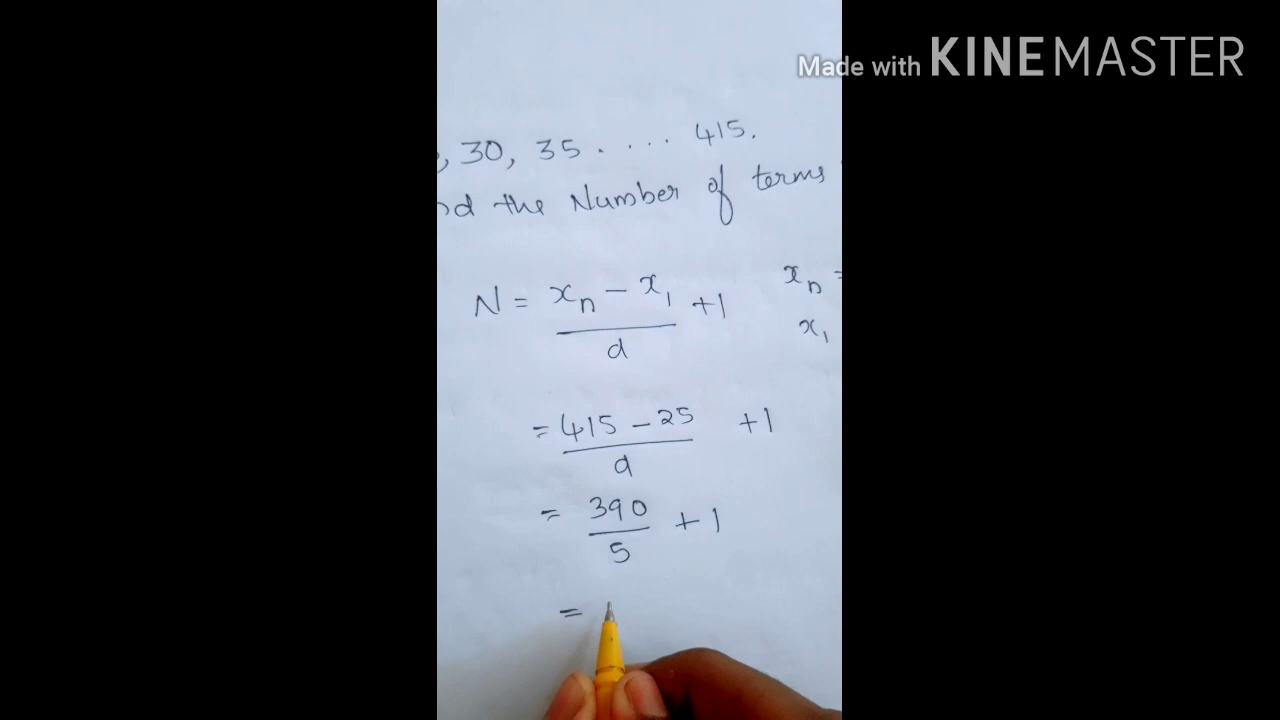 Made with KINEMASTER
, 30, 35 . . . . . 415.
the Number of terms
N = xₙ - x₁ / d + 1
xₙ =
x₁
= 415 - 25 / d + 1
= 390 / 5 + 1
=